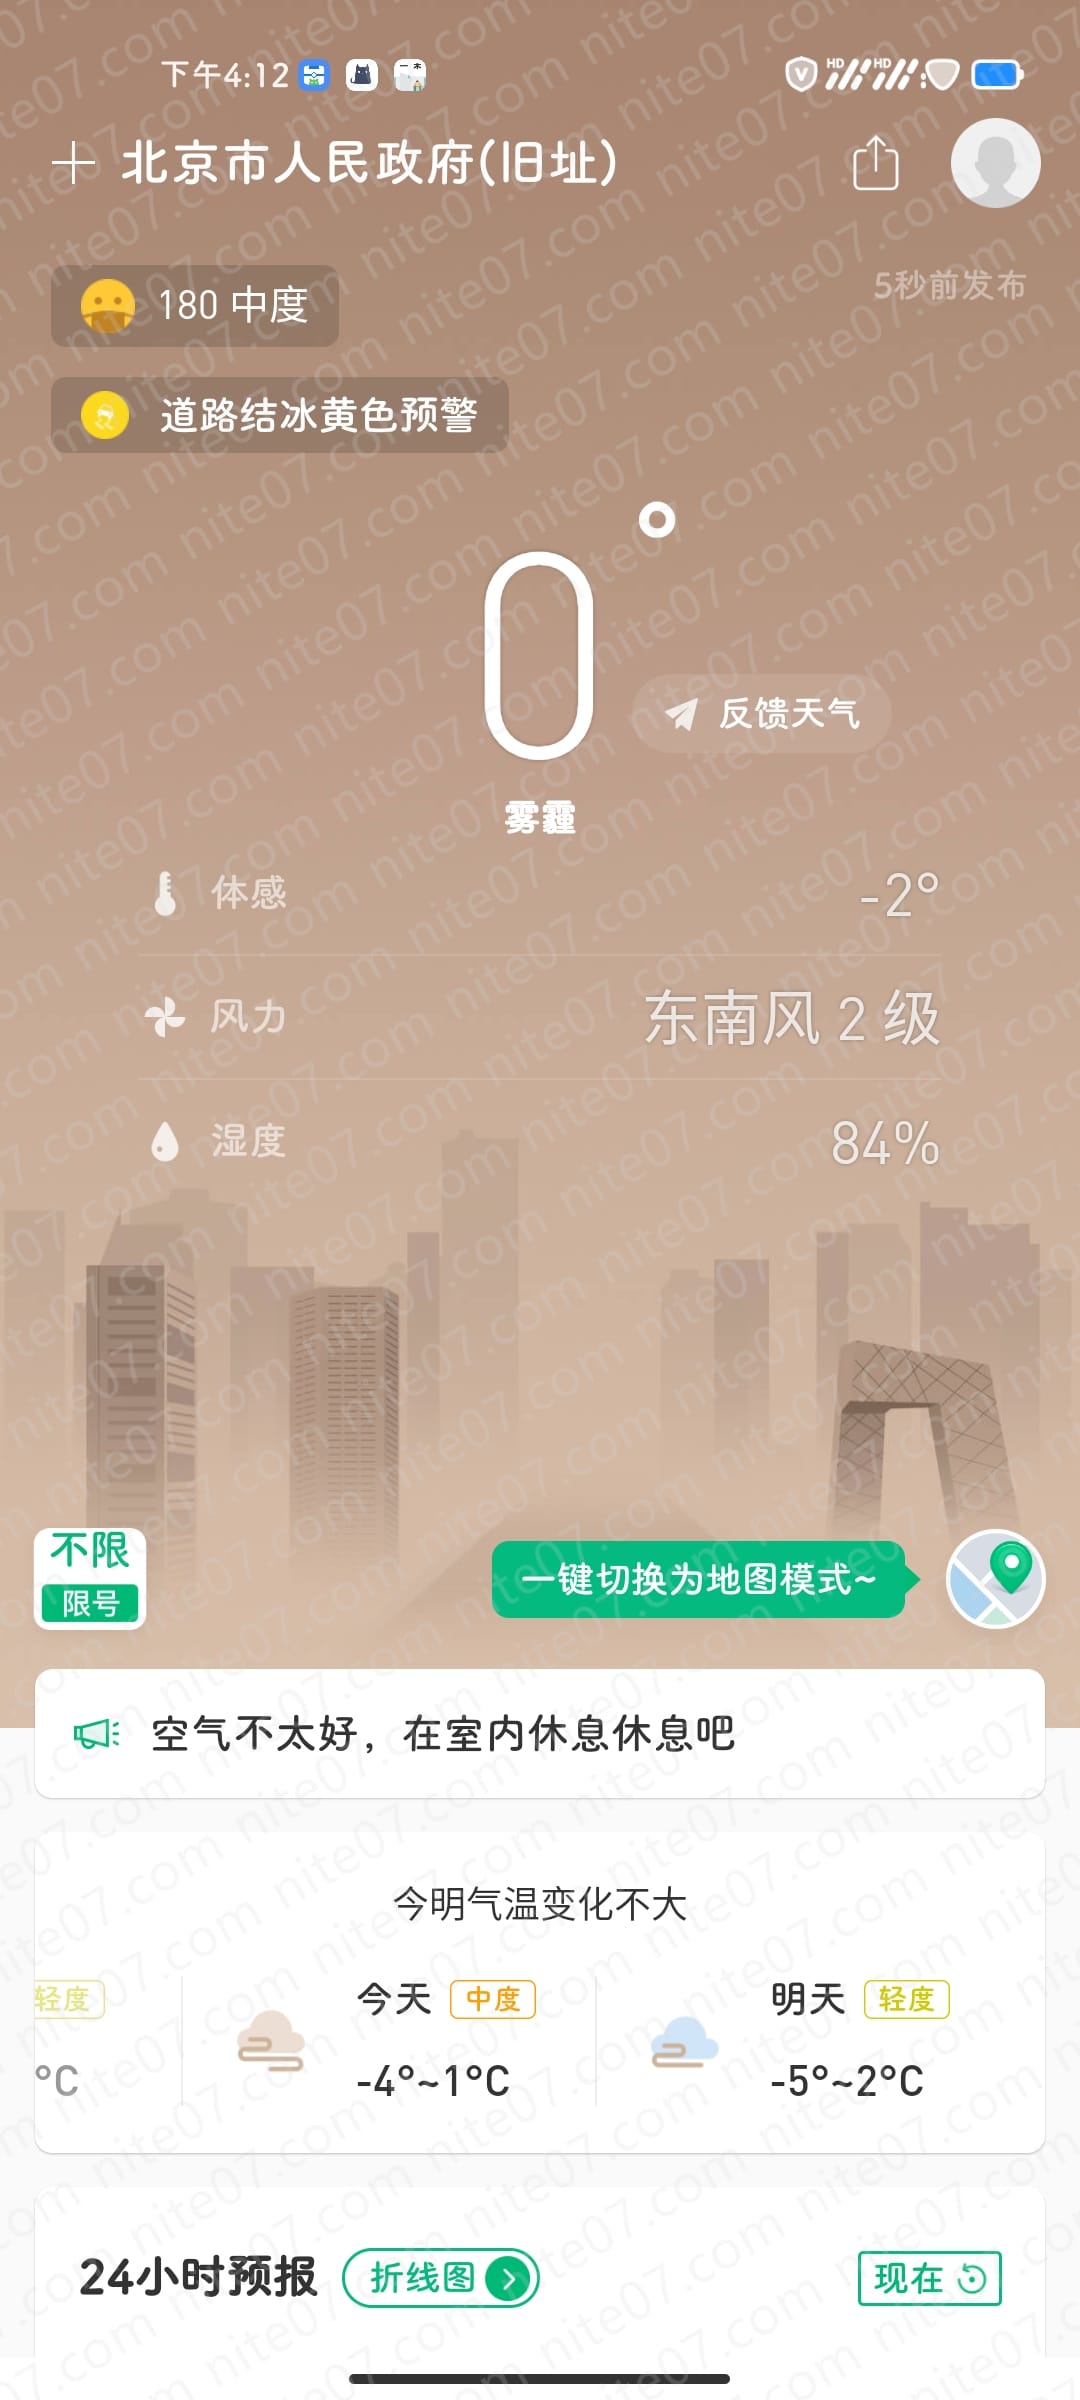 下午4:12
北京市人民政府(旧址)
5秒前发布
180 中度
道路结冰黄色预警
0°
反馈天气
雾霾
体感 -2°
风力 东南风 2 级
湿度 84%
不限
限号
一键切换为地图模式~
空气不太好，在室内休息休息吧
今明气温变化不大
轻度 今天 中度 明天 轻度
°C -4°~1°C -5°~2°C
24小时预报 折线图 现在
nite07.com